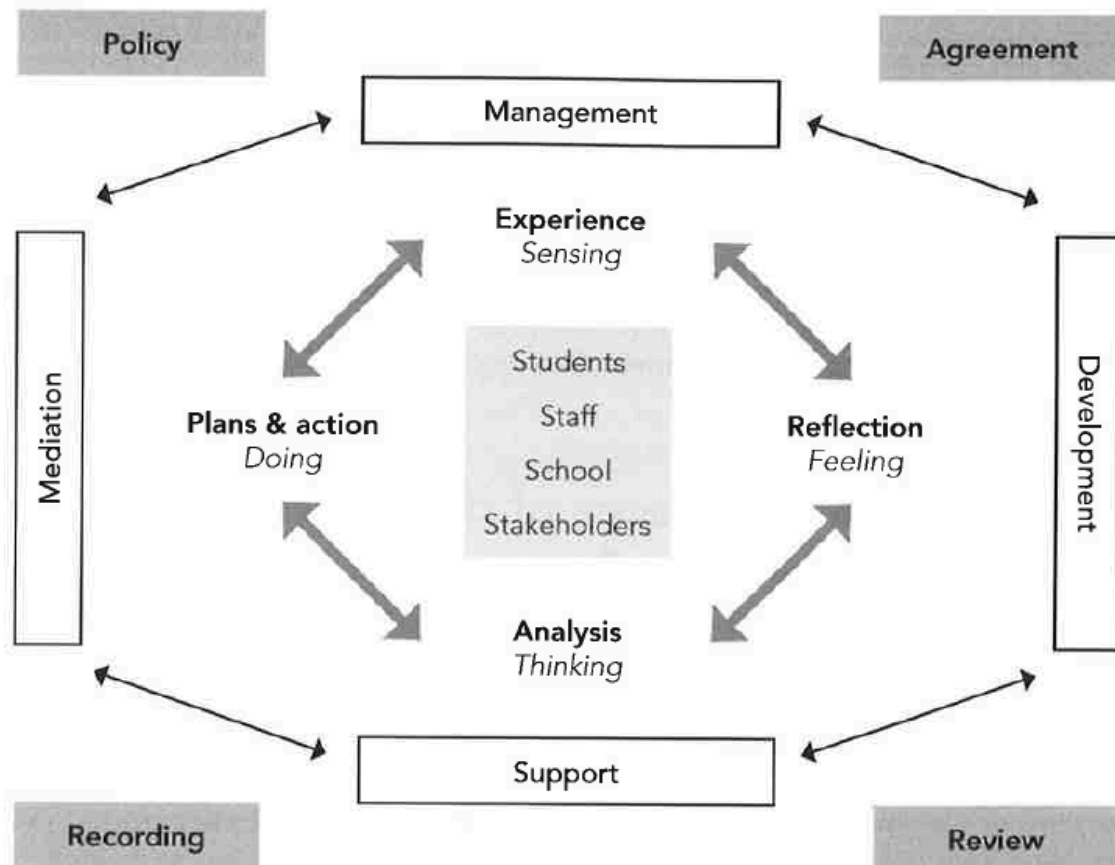 Policy
Agreement
Management
Experience
Sensing
Students
Staff
School
Stakeholders
Mediation
Plans & action
Doing
Reflection
Feeling
Development
Analysis
Thinking
Support
Recording
Review